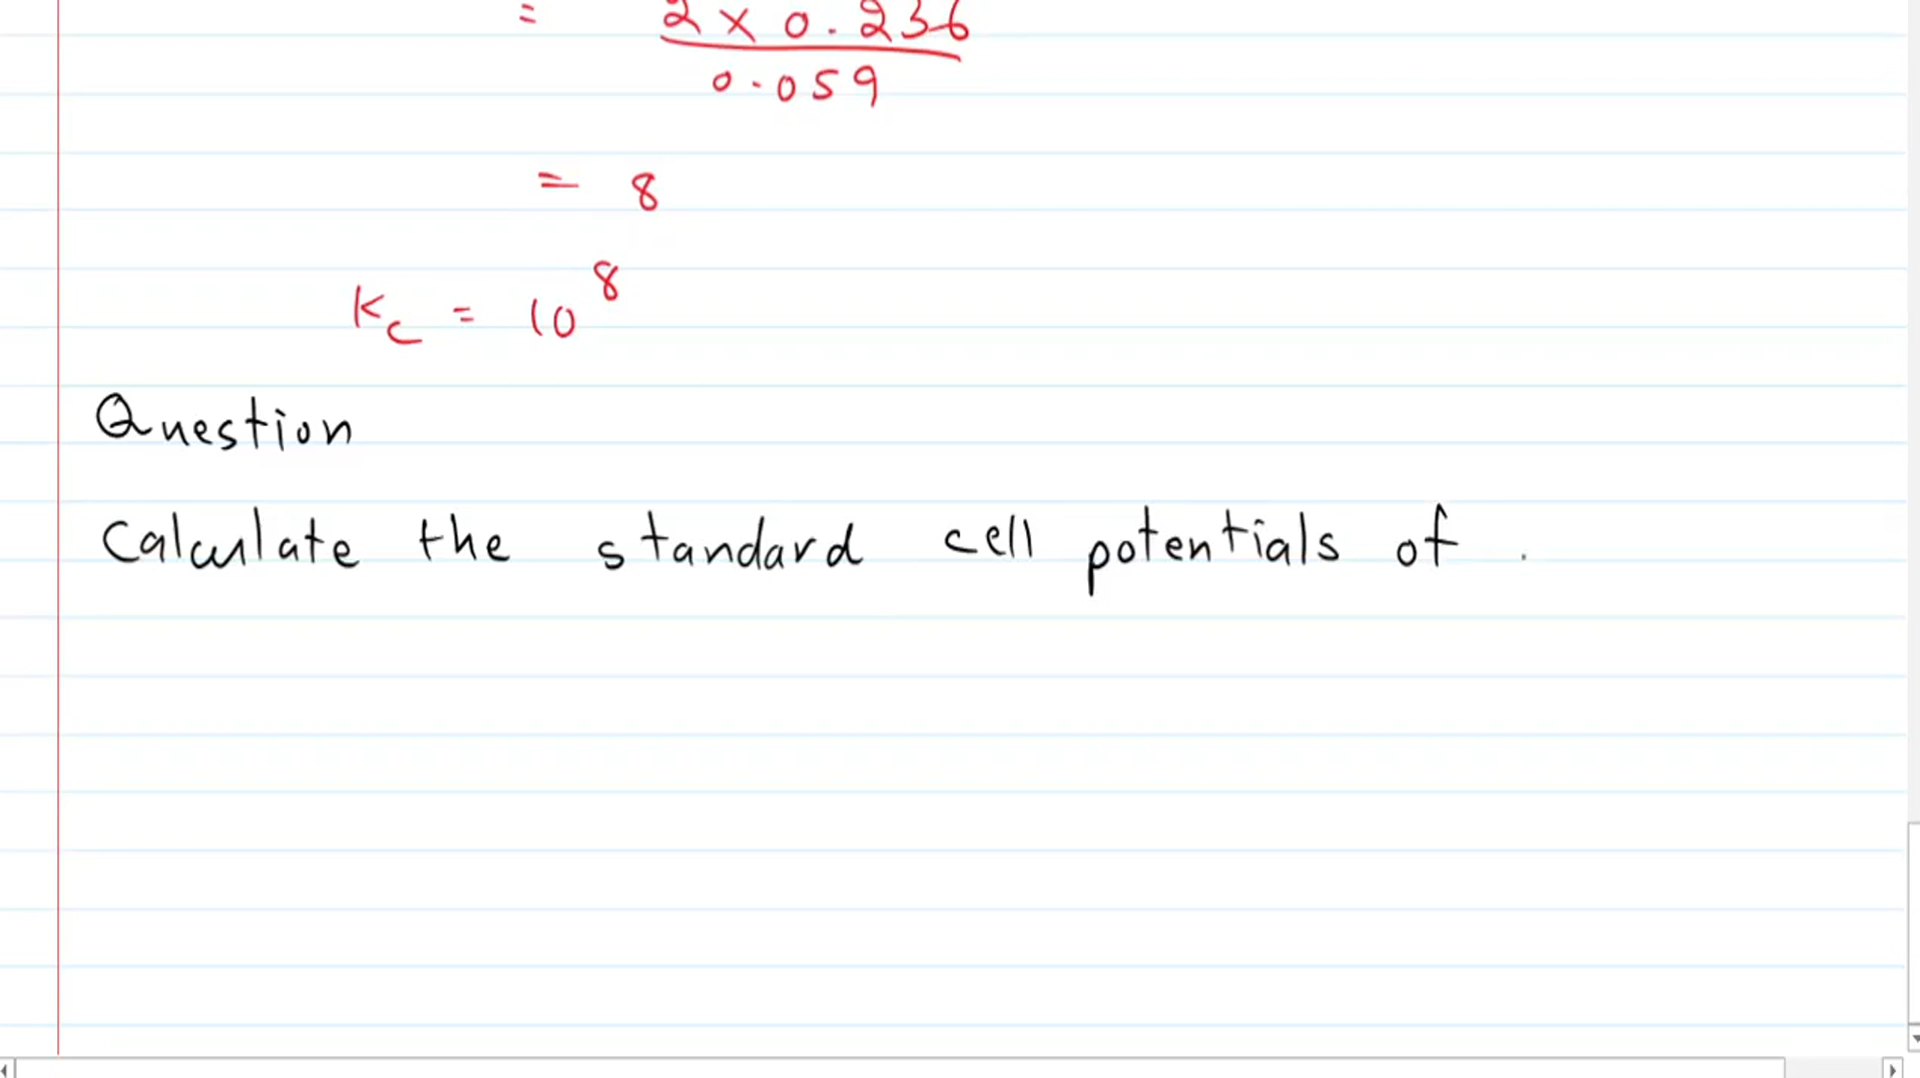 = 2 × 0.236
0.059
= 8
Kc = 10^8
Question
Calculate the standard cell potentials of .